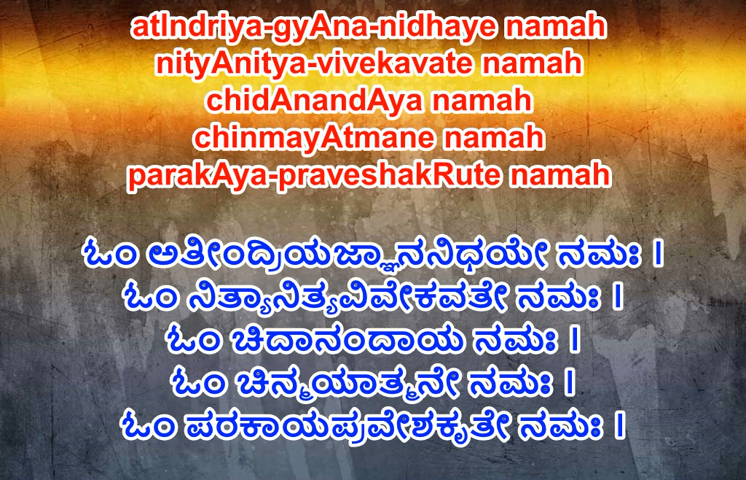 atIndriya-gyAna-nidhaye namah
nityAnitya-vivekavate namah
chidAnandAya namah
chinmayAtmane namah
parakAya-praveshakRute namah
ಓಂ ಅತೀಂದ್ರಿಯಜ್ಞಾನನಿಧಯೇ ನಮಃ ।
ಓಂ ನಿತ್ಯಾನಿತ್ಯವಿವೇಕವತೇ ನಮಃ ।
ಓಂ ಚಿದಾನಂದಾಯ ನಮಃ ।
ಓಂ ಚಿನ್ಮಯಾತ್ಮನೇ ನಮಃ ।
ಓಂ ಪರಕಾಯಪ್ರವೇಶಕೃತೇ ನಮಃ ।